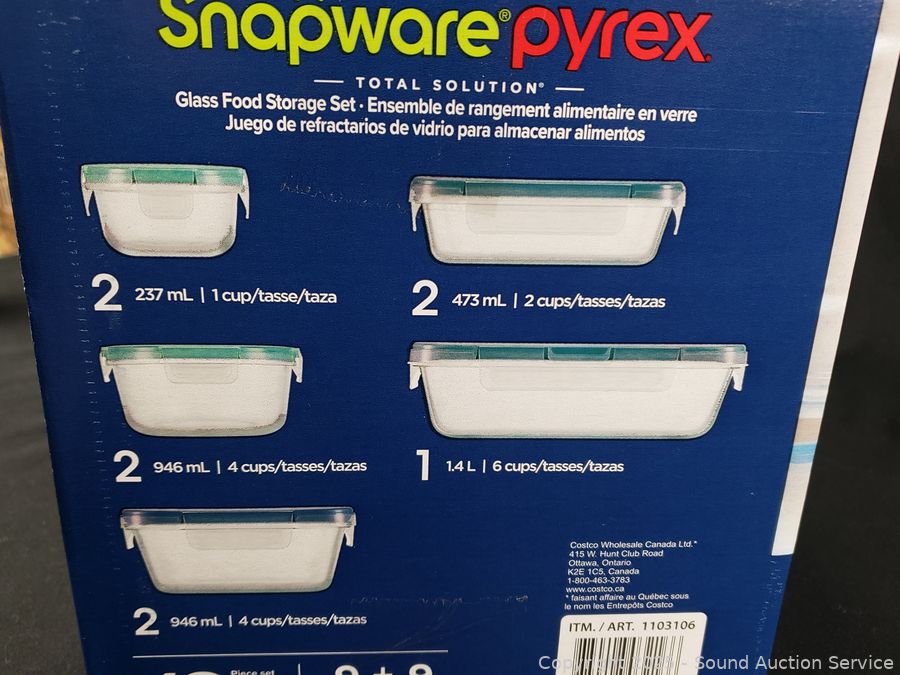 Snapware® pyrex®
TOTAL SOLUTION®
Glass Food Storage Set · Ensemble de rangement alimentaire en verre
Juego de refractarios de vidrio para almacenar alimentos
2 237 mL | 1 cup/tasse/taza
2 473 mL | 2 cups/tasses/tazas
2 946 mL | 4 cups/tasses/tazas
1 1.4 L | 6 cups/tasses/tazas
2 946 mL | 4 cups/tasses/tazas
Costco Wholesale Canada Ltd.*
415 W. Hunt Club Road
Ottawa, Ontario
K2E 1C5, Canada
1-800-463-3783
www.costco.ca
* faisant affaire au Québec sous
le nom les Entrepôts Costco
ITM. / ART. 1103106
Piece set
9 + 9
Sound Auction Service